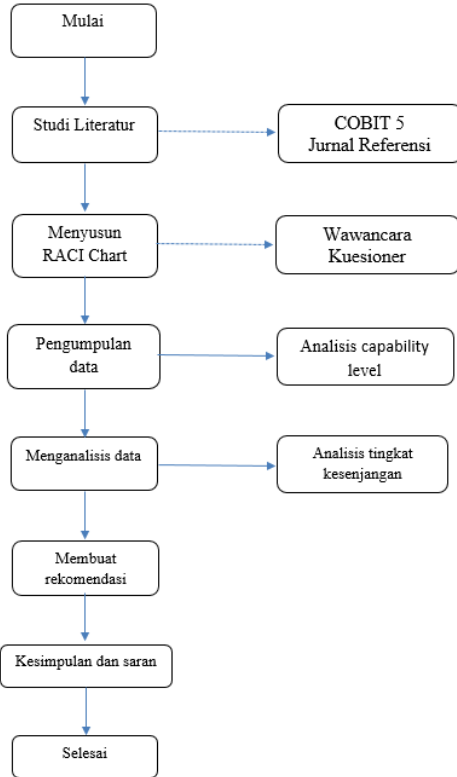 Mulai
Studi Literatur
COBIT 5
Jurnal Referensi
Menyusun
RACI Chart
Wawancara
Kuesioner
Pengumpulan
data
Analisis capability
level
Menganalisis data
Analisis tingkat
kesenjangan
Membuat
rekomendasi
Kesimpulan dan saran
Selesai